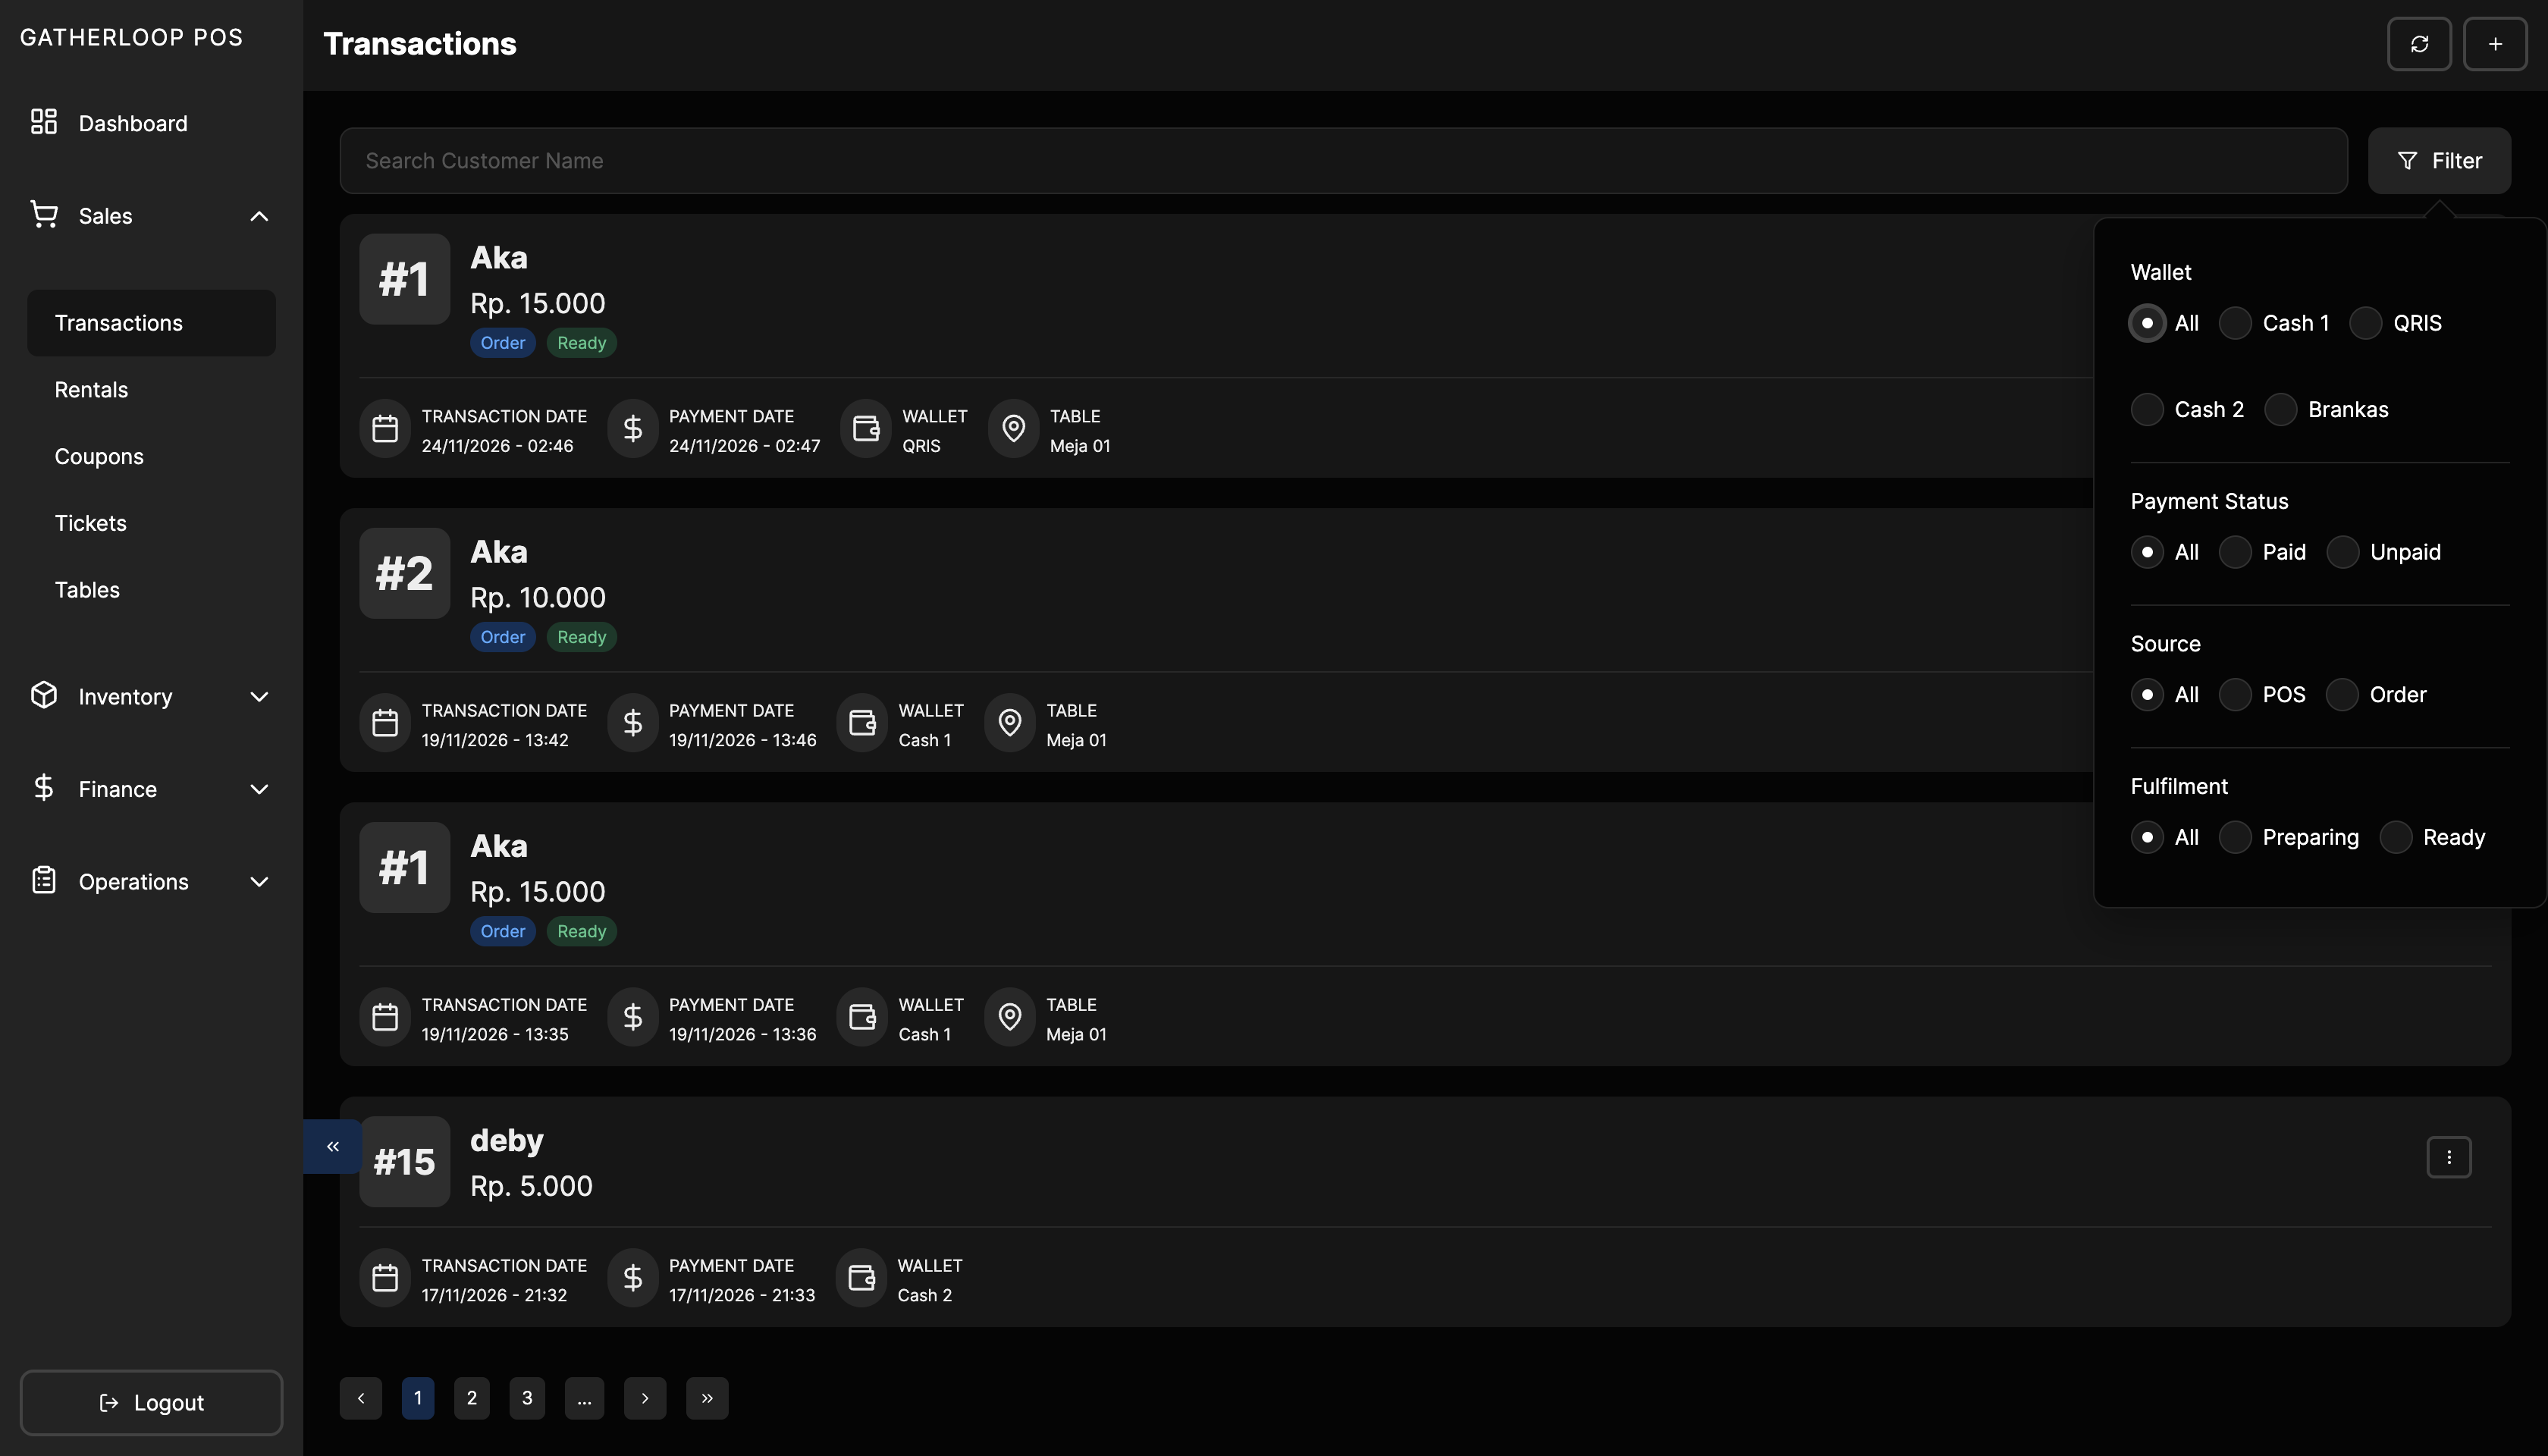 GATHERLOOP POS
Dashboard
Sales
Transactions
Rentals
Coupons
Tickets
Tables
Inventory
Finance
Operations
Logout
Transactions
Search Customer Name
Filter
#1
Aka
Rp. 15.000
Order Ready
TRANSACTION DATE PAYMENT DATE WALLET TABLE
24/11/2026 - 02:46 24/11/2026 - 02:47 QRIS Meja 01
#2
Aka
Rp. 10.000
Order Ready
TRANSACTION DATE PAYMENT DATE WALLET TABLE
19/11/2026 - 13:42 19/11/2026 - 13:46 Cash 1 Meja 01
#1
Aka
Rp. 15.000
Order Ready
TRANSACTION DATE PAYMENT DATE WALLET TABLE
19/11/2026 - 13:35 19/11/2026 - 13:36 Cash 1 Meja 01
#15
deby
Rp. 5.000
TRANSACTION DATE PAYMENT DATE WALLET
17/11/2026 - 21:32 17/11/2026 - 21:33 Cash 2
1 2 3 ...
Wallet
All Cash 1 QRIS
Cash 2 Brankas
Payment Status
All Paid Unpaid
Source
All POS Order
Fulfilment
All Preparing Ready